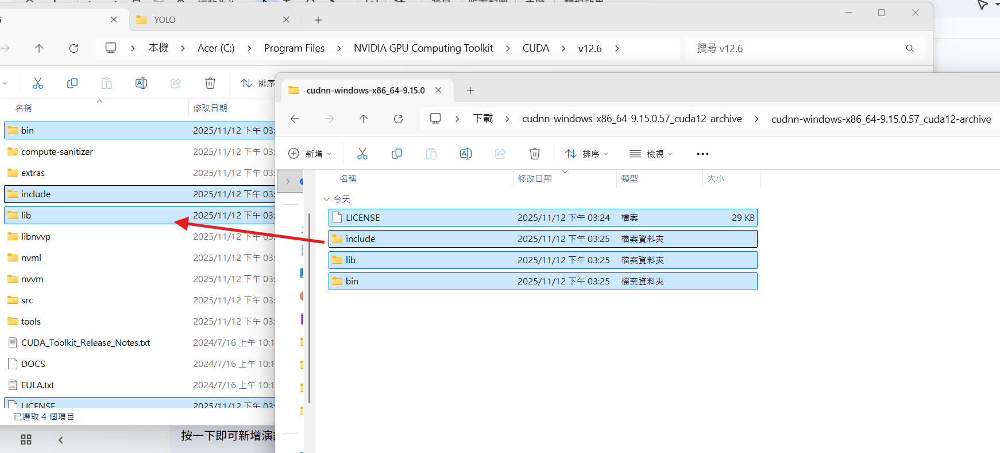 YOLO
本機 Acer (C:) Program Files NVIDIA GPU Computing Toolkit CUDA v12.6
搜尋 v12.6
排序
名稱 修改日期
bin 2025/11/12 下午 03:
compute-sanitizer 2025/11/12 下午 03:
extras 2025/11/12 下午 03:
include 2025/11/12 下午 03:
lib 2025/11/12 下午 03:
libnvvp 2025/11/12 下午 03:
nvml 2025/11/12 下午 03:
nvvm 2025/11/12 下午 03:
src 2025/11/12 下午 03:
tools 2025/11/12 下午 03:
CUDA_Toolkit_Release_Notes.txt 2024/7/16 上午 10:1
DOCS 2024/7/16 上午 10:1
EULA.txt 2024/7/16 上午 10:1
LICENSE 2025/11/12 下午 03:
已選取 4 個項目
按一下即可新增演
cudnn-windows-x86_64-9.15.0
下載 cudnn-windows-x86_64-9.15.0.57_cuda12-archive cudnn-windows-x86_64-9.15.0.57_cuda12-archive
新增 排序 檢視
名稱 修改日期 類型 大小
今天
LICENSE 2025/11/12 下午 03:24 檔案 29 KB
include 2025/11/12 下午 03:25 檔案資料夾
lib 2025/11/12 下午 03:25 檔案資料夾
bin 2025/11/12 下午 03:25 檔案資料夾